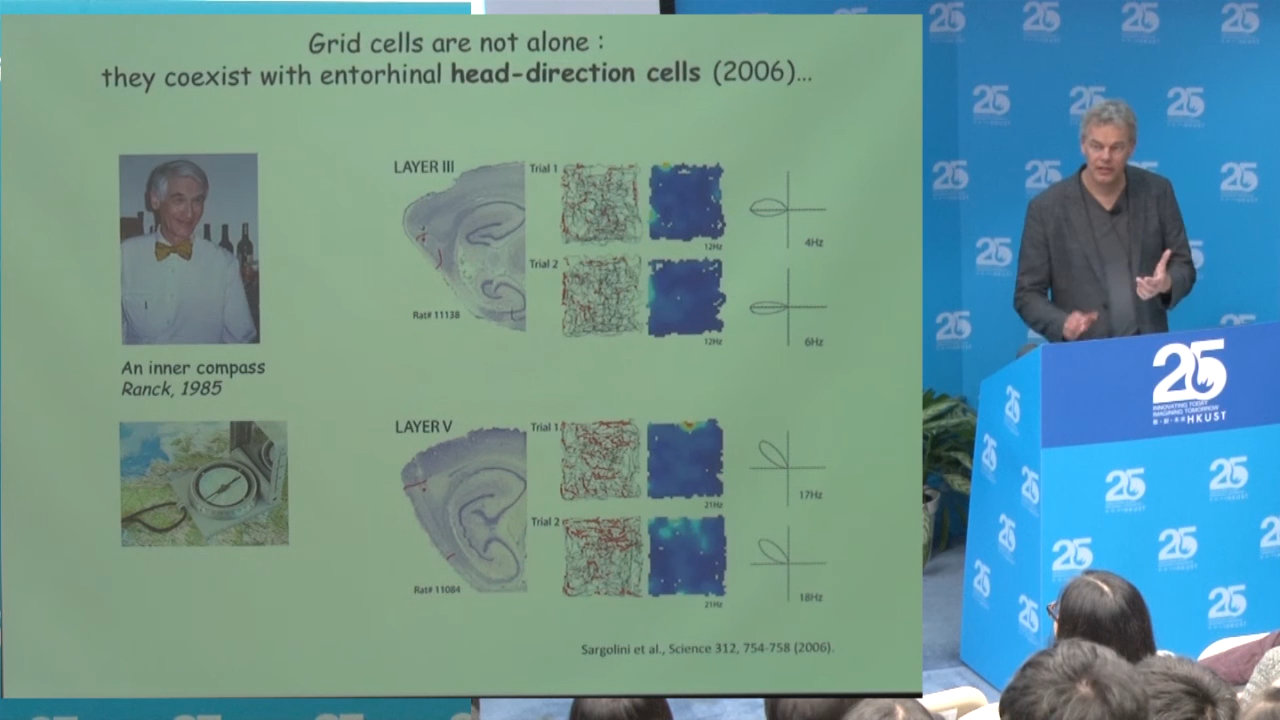 Grid cells are not alone :
they coexist with entorhinal head-direction cells (2006)...
LAYER III
Trial 1
12Hz
4Hz
Trial 2
Rat# 11138
12Hz
6Hz
An inner compass
Ranck, 1985
LAYER V
Trial 1
21Hz
17Hz
Trial 2
Rat# 11084
21Hz
18Hz
Sargolini et al., Science 312, 754-758 (2006).
25
INNOVATING TODAY
IMAGINING TOMORROW
HKUST